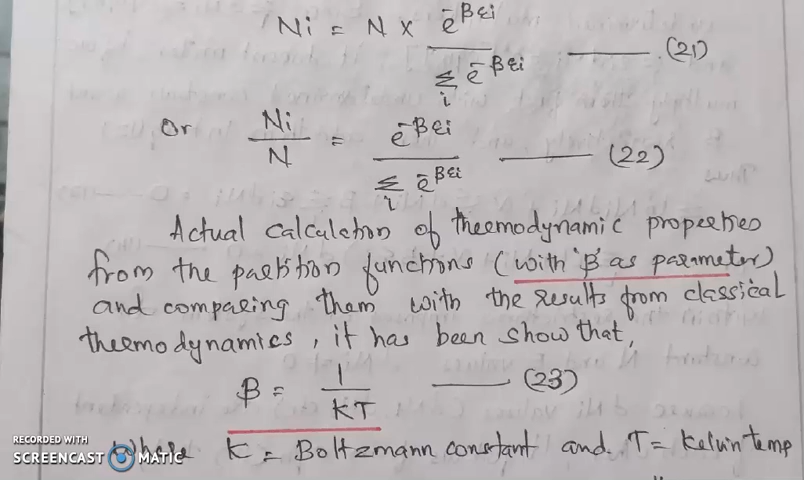 Ni = N × e^-βεi / Σi e^-βεi ——— (21)
Or Ni/N = e^-βεi / Σi e^-βεi ——— (22)
Actual calculation of thermodynamic properties
from the partition functions (with 'β' as parameter)
and comparing them with the results from classical
thermodynamics, it has been show that,
β = 1/KT ——— (23)
Where K = Boltzmann constant and T = Kelvin temp
RECORDED WITH
SCREENCAST MATIC